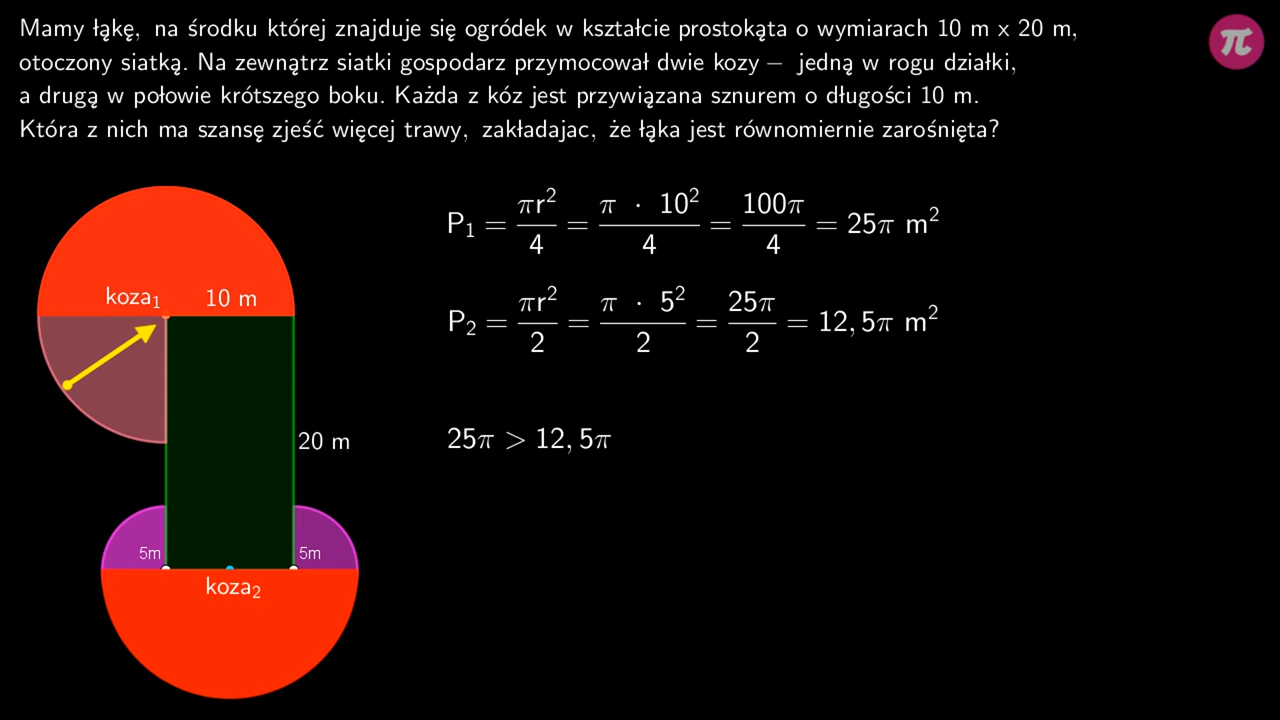 Mamy łąkę, na środku której znajduje się ogródek w kształcie prostokąta o wymiarach 10 m x 20 m,
otoczony siatką. Na zewnątrz siatki gospodarz przymocował dwie kozy – jedną w rogu działki,
a drugą w połowie krótszego boku. Każda z kóz jest przywiązana sznurem o długości 10 m.
Która z nich ma szansę zjeść więcej trawy, zakładajac, że łąka jest równomiernie zarośnięta?
π
P₁ = πr²/4 = π · 10²/4 = 100π/4 = 25π m²
koza₁ 10 m
P₂ = πr²/2 = π · 5²/2 = 25π/2 = 12,5π m²
20 m
25π > 12,5π
5m 5m
koza₂